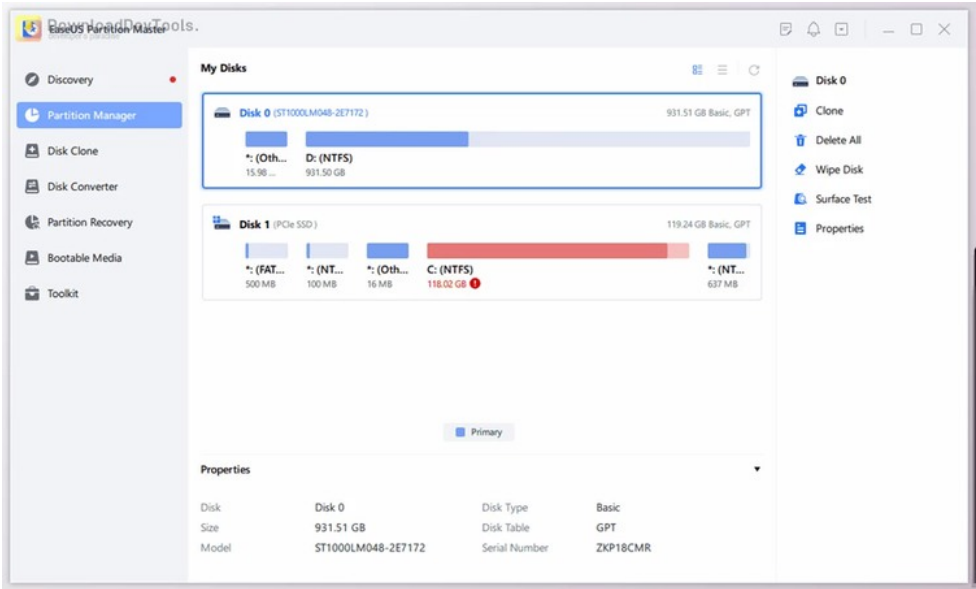 DownloadDevTools.
EaseUS Partition Master
Discovery
Partition Manager
Disk Clone
Disk Converter
Partition Recovery
Bootable Media
Toolkit
My Disks
Disk 0 (ST1000LM048-2E7172 )
931.51 GB Basic, GPT
*: (Oth...
D: (NTFS)
15.98 ...
931.50 GB
Disk 1 (PCIe SSD )
119.24 GB Basic, GPT
*: (FAT...
*: (NT...
*: (Oth...
C: (NTFS)
*: (NT...
500 MB
100 MB
16 MB
118.02 GB
637 MB
Primary
Properties
Disk
Disk 0
Disk Type
Basic
Size
931.51 GB
Disk Table
GPT
Model
ST1000LM048-2E7172
Serial Number
ZKP18CMR
Disk 0
Clone
Delete All
Wipe Disk
Surface Test
Properties